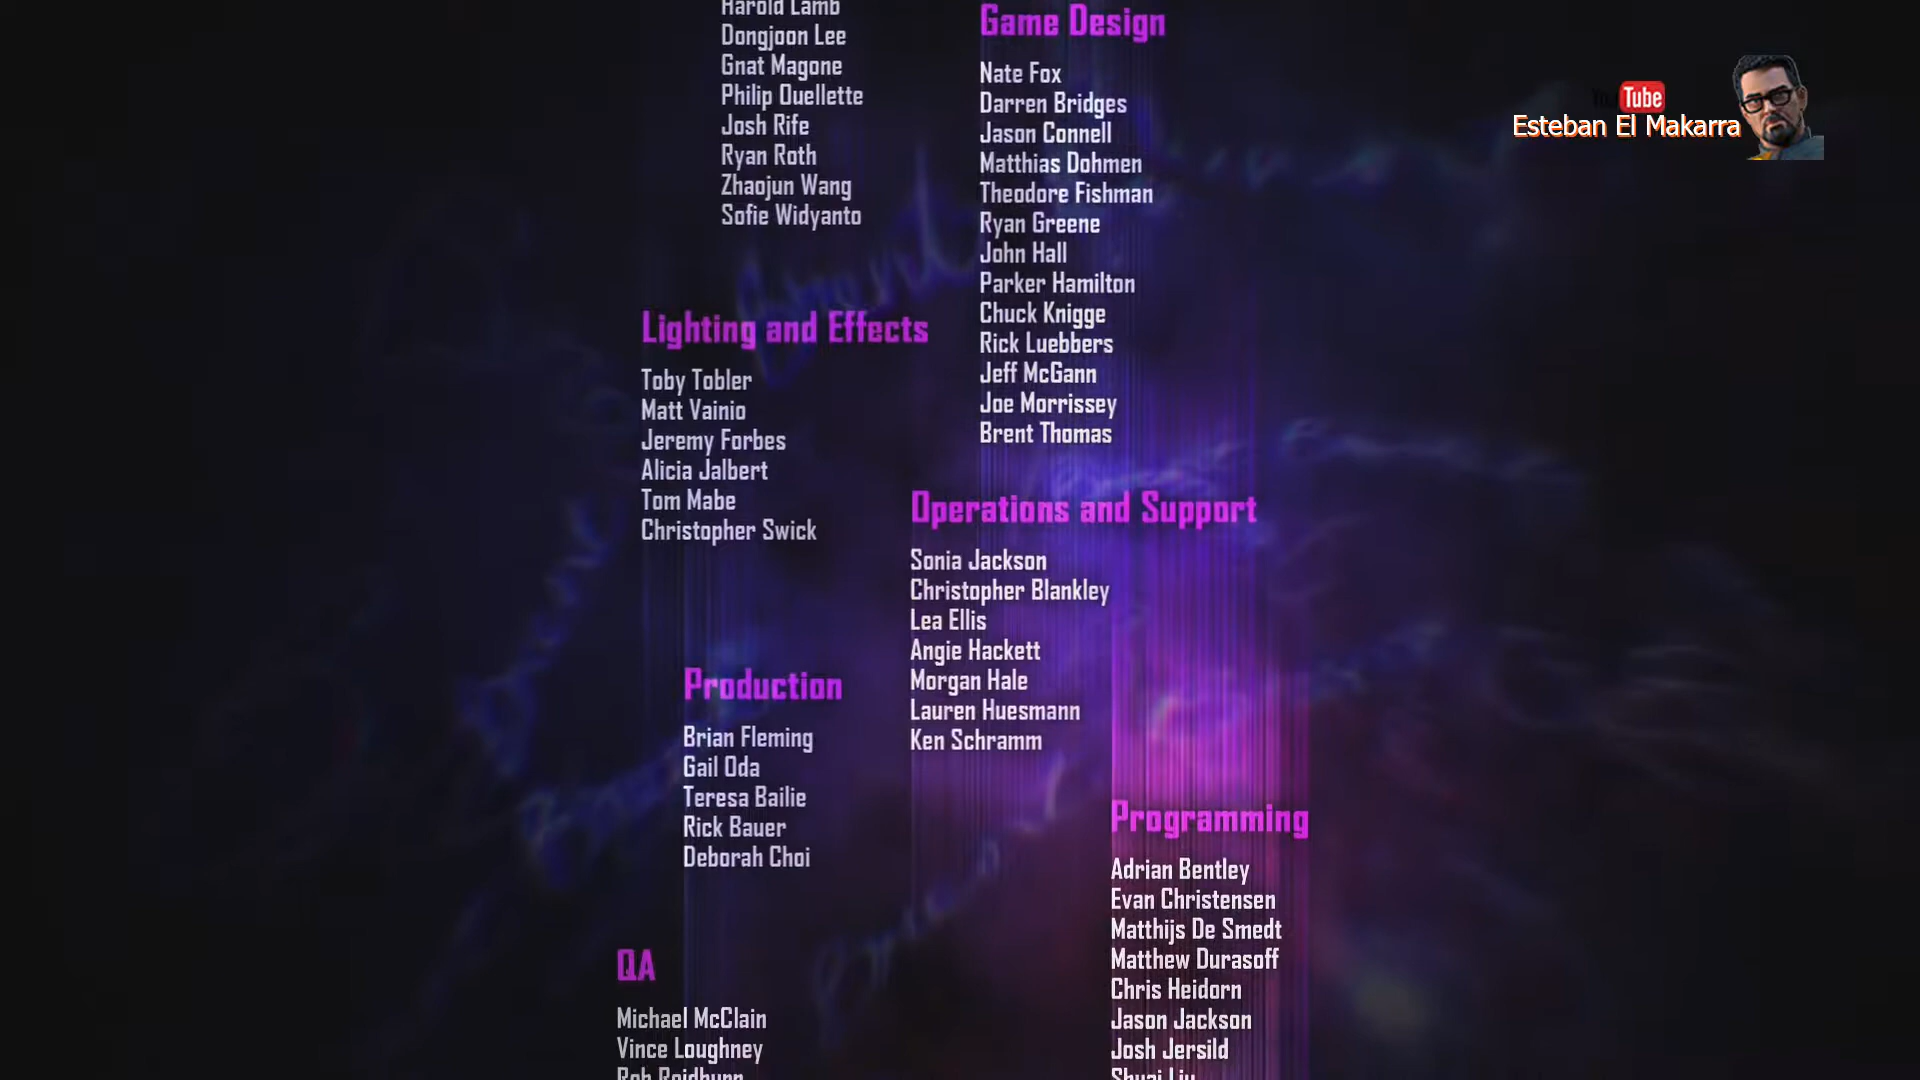 Harold Lamb
Dongjoon Lee
Gnat Magone
Philip Ouellette
Josh Rife
Ryan Roth
Zhaojun Wang
Sofie Widyanto
Lighting and Effects
Toby Tobler
Matt Vainio
Jeremy Forbes
Alicia Jalbert
Tom Mabe
Christopher Swick
Production
Brian Fleming
Gail Oda
Teresa Bailie
Rick Bauer
Deborah Choi
QA
Michael McClain
Vince Loughney
Game Design
Nate Fox
Darren Bridges
Jason Connell
Matthias Dohmen
Theodore Fishman
Ryan Greene
John Hall
Parker Hamilton
Chuck Knigge
Rick Luebbers
Jeff McGann
Joe Morrissey
Brent Thomas
Operations and Support
Sonia Jackson
Christopher Blankley
Lea Ellis
Angie Hackett
Morgan Hale
Lauren Huesmann
Ken Schramm
Programming
Adrian Bentley
Evan Christensen
Matthijs De Smedt
Matthew Durasoff
Chris Heidorn
Jason Jackson
Josh Jersild
YouTube
Esteban El Makarra